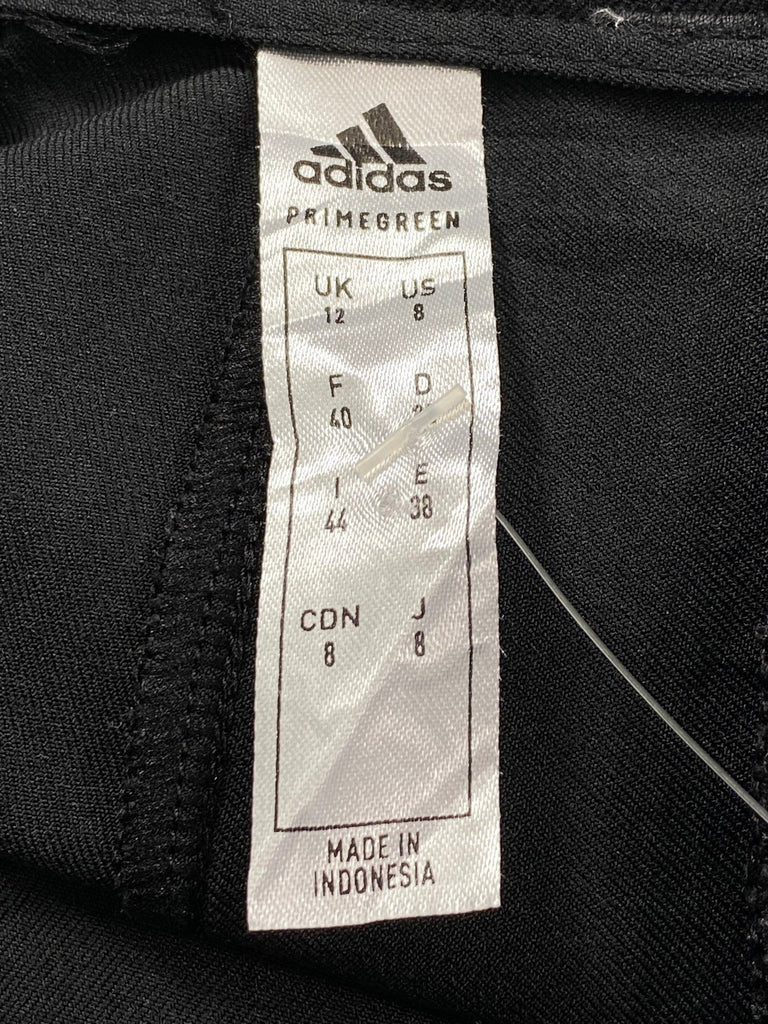 adidas
PRIMEGREEN
UK US
12 8
F D
40
I E
44 38
CDN J
8 8
MADE IN
INDONESIA